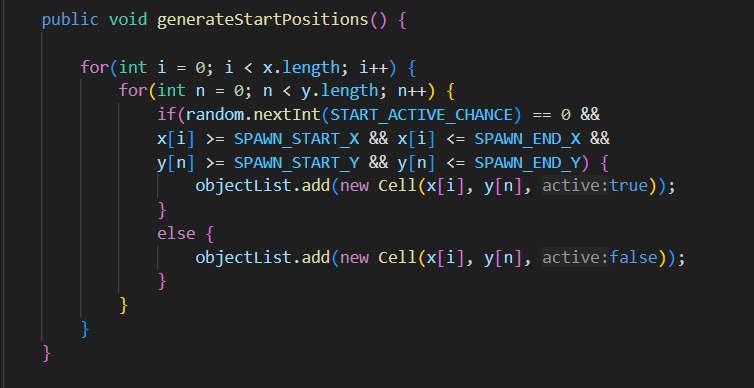 public void generateStartPositions() {
for(int i = 0; i < x.length; i++) {
for(int n = 0; n < y.length; n++) {
if(random.nextInt(START_ACTIVE_CHANCE) == 0 &&
x[i] >= SPAWN_START_X && x[i] <= SPAWN_END_X &&
y[n] >= SPAWN_START_Y && y[n] <= SPAWN_END_Y) {
objectList.add(new Cell(x[i], y[n], active:true));
}
else {
objectList.add(new Cell(x[i], y[n], active:false));
}
}
}
}